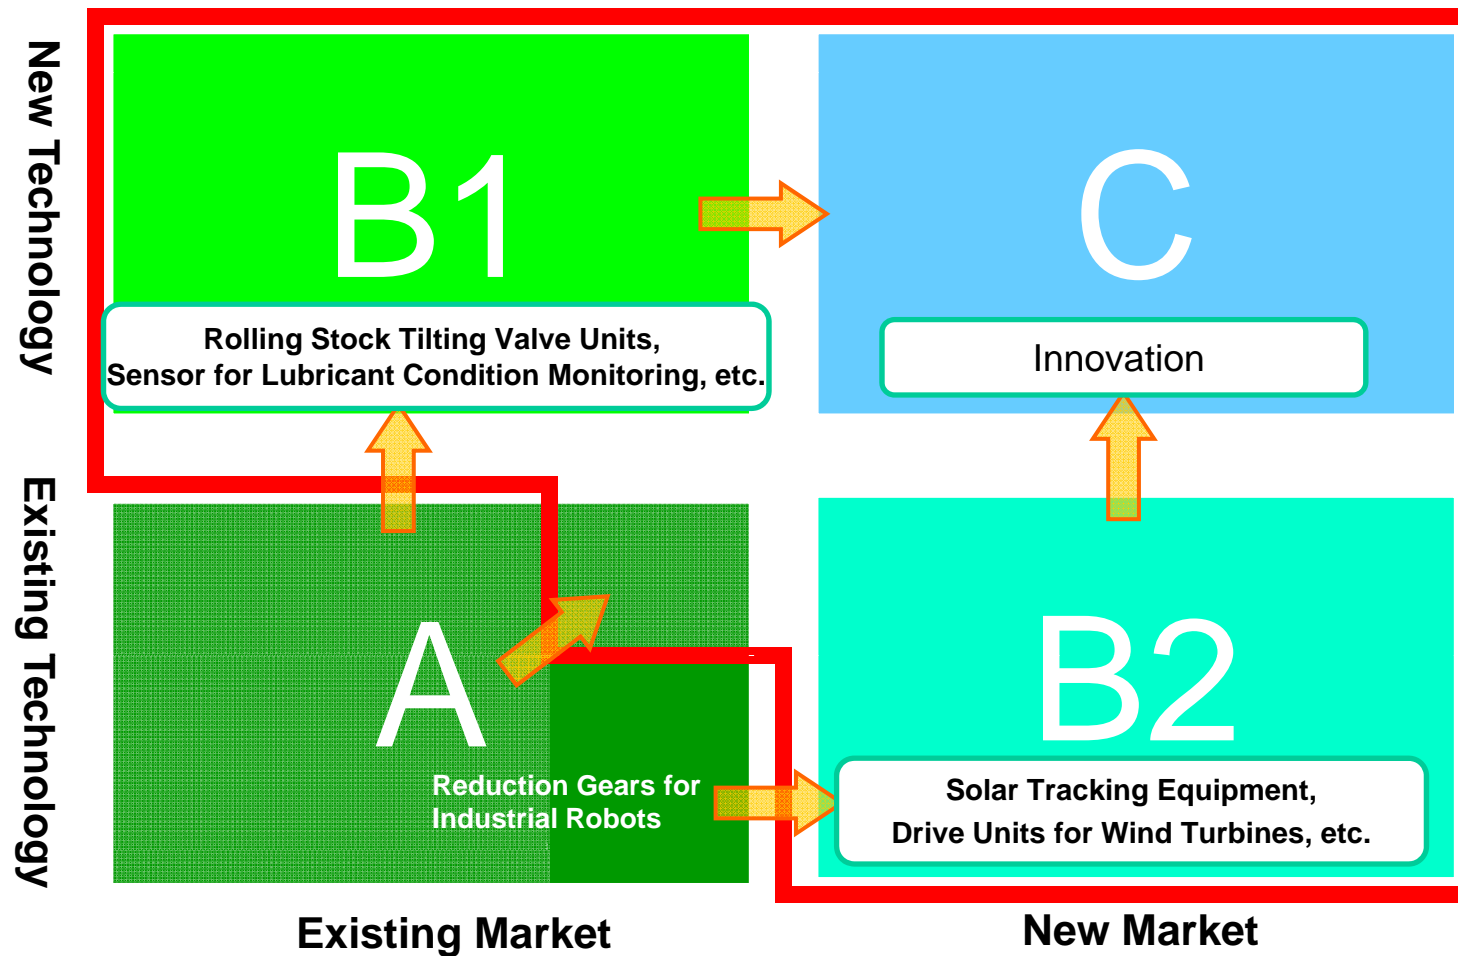 New Technology
B1
Rolling Stock Tilting Valve Units,
Sensor for Lubricant Condition Monitoring, etc.
C
Innovation
Existing Technology
A
Reduction Gears for
Industrial Robots
B2
Solar Tracking Equipment,
Drive Units for Wind Turbines, etc.
Existing Market
New Market